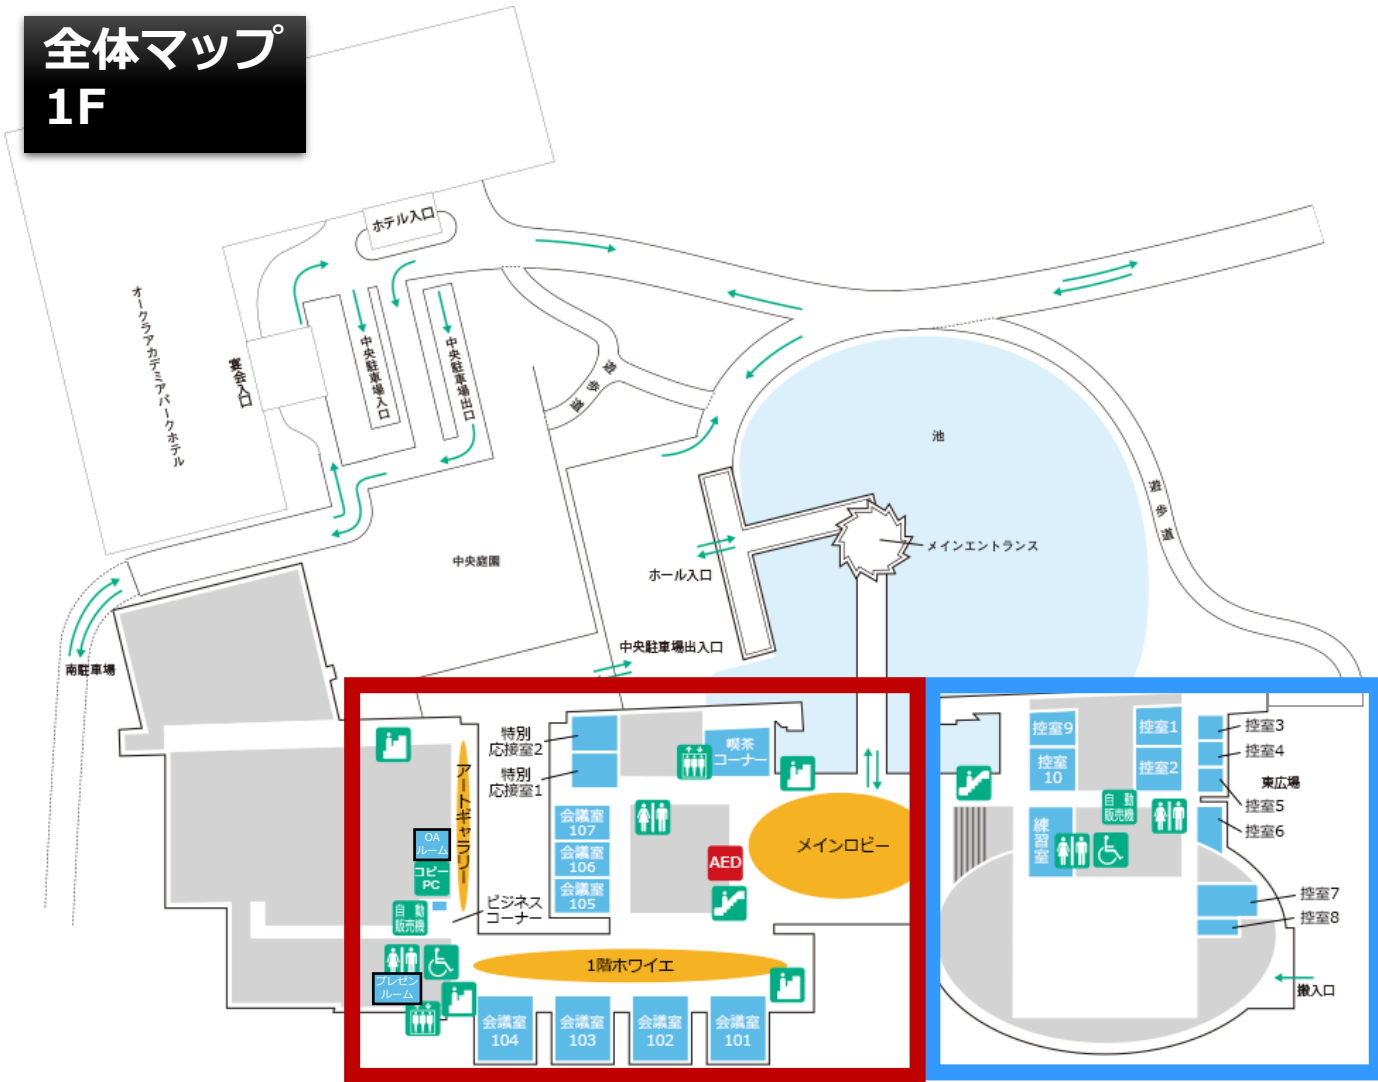 全体マップ
1F
ホテル入口
オークラアカデミアパークホテル
宴会入口
中央駐車場入口
中央駐車場出口
遊歩道
池
遊歩道
メインエントランス
中央庭園
ホール入口
中央駐車場出入口
南駐車場
特別
応接室2
特別
応接室1
喫茶
コーナー
アートギャラリー
会議室
107
会議室
106
会議室
105
AED
メインロビー
OA
ルーム
コピー
PC
自動
販売機
ビジネス
コーナー
プレゼン
ルーム
1階ホワイエ
会議室
104
会議室
103
会議室
102
会議室
101
控室9
控室
10
控室1
控室2
控室3
控室4
東広場
控室5
控室6
自動
販売機
練習室
控室7
控室8
搬入口